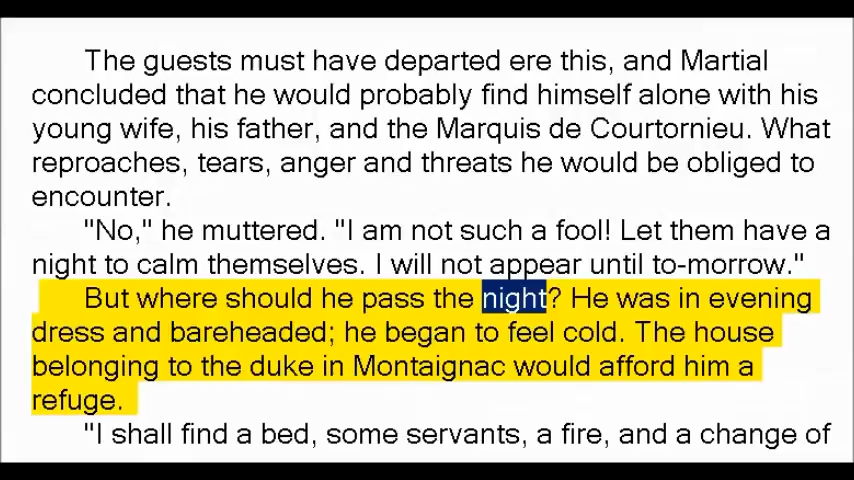 The guests must have departed ere this, and Martial
concluded that he would probably find himself alone with his
young wife, his father, and the Marquis de Courtornieu. What
reproaches, tears, anger and threats he would be obliged to
encounter.
"No," he muttered. "I am not such a fool! Let them have a
night to calm themselves. I will not appear until to-morrow."
But where should he pass the night? He was in evening
dress and bareheaded; he began to feel cold. The house
belonging to the duke in Montaignac would afford him a
refuge.
"I shall find a bed, some servants, a fire, and a change of